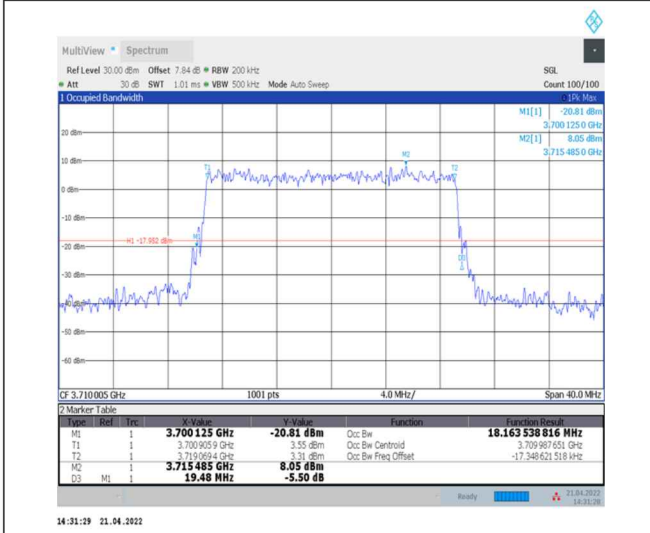 MultiView Spectrum
Ref Level 30.00 dBm Offset 7.84 dB RBW 200 kHz SGL
Att 30 dB SWT 1.01 ms VBW 500 kHz Mode Auto Sweep Count 100/100
1 Occupied Bandwidth 1Pk Max
M1[1] -20.81 dBm
3.700 125 0 GHz
M2[1] 8.05 dBm
3.715 485 0 GHz
20 dBm
10 dBm
0 dBm
-10 dBm
-20 dBm
-30 dBm
-40 dBm
-50 dBm
-60 dBm
T1 M2 T2
H1 -17.952 dBm M1
D3
CF 3.710 005 GHz 1001 pts 4.0 MHz/ Span 40.0 MHz
2 Marker Table
Type Ref Trc X-Value Y-Value Function Function Result
M1 1 3.700 125 GHz -20.81 dBm Occ Bw 18.163 538 816 MHz
T1 1 3.700 905 9 GHz 3.55 dBm Occ Bw Centroid 3.709 987 651 GHz
T2 1 3.719 069 4 GHz 3.31 dBm Occ Bw Freq Offset -17.348 621 518 kHz
M2 1 3.715 485 GHz 8.05 dBm
D3 M1 1 19.48 MHz -5.50 dB
Ready 21.04.2022
14:31:28
14:31:29 21.04.2022